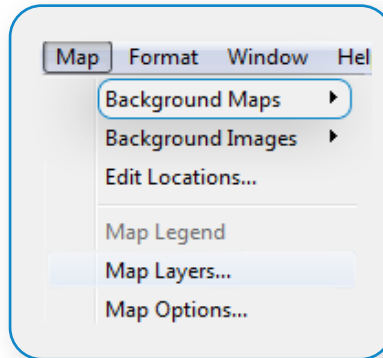 Map Format Window Hel
Background Maps
Background Images
Edit Locations...
Map Legend
Map Layers...
Map Options...